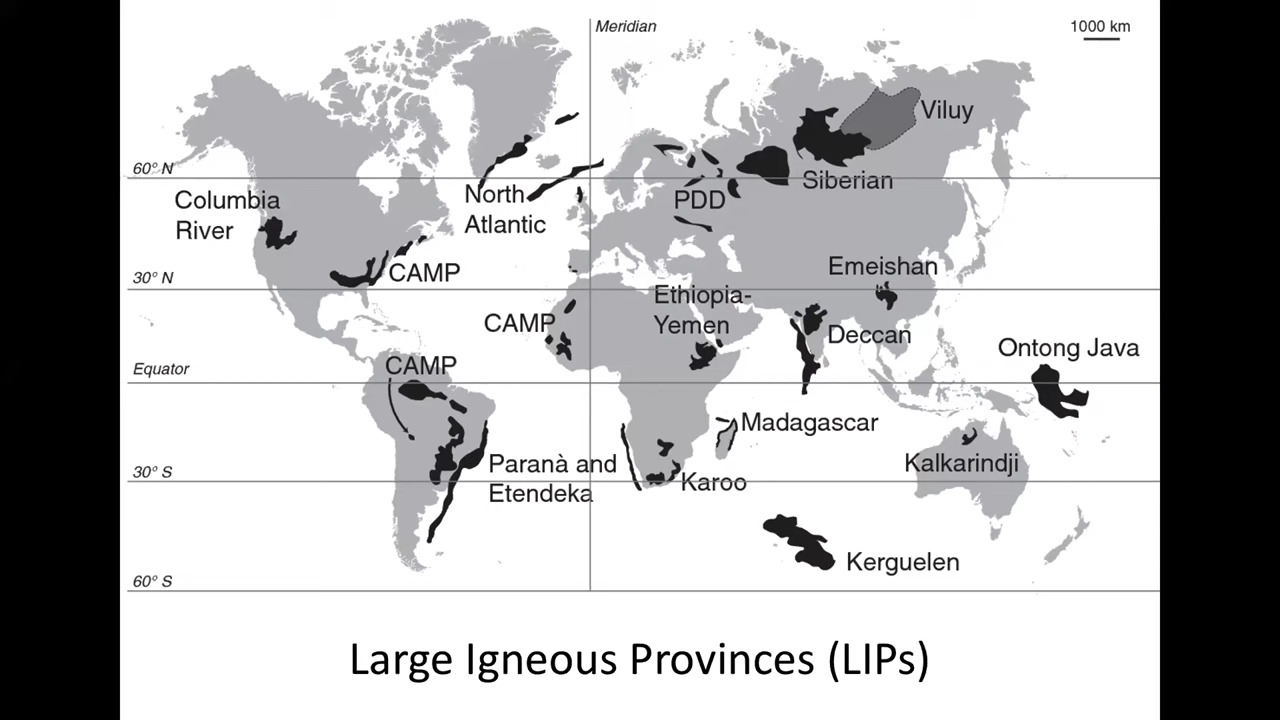 Meridian
1000 km
Viluy
60° N
Siberian
Columbia
River
North
Atlantic
PDD
CAMP
30° N
Emeishan
Ethiopia-
Yemen
CAMP
Deccan
Ontong Java
Equator
CAMP
Madagascar
Paranà and
Etendeka
Kalkarindji
30° S
Karoo
Kerguelen
60° S
Large Igneous Provinces (LIPs)